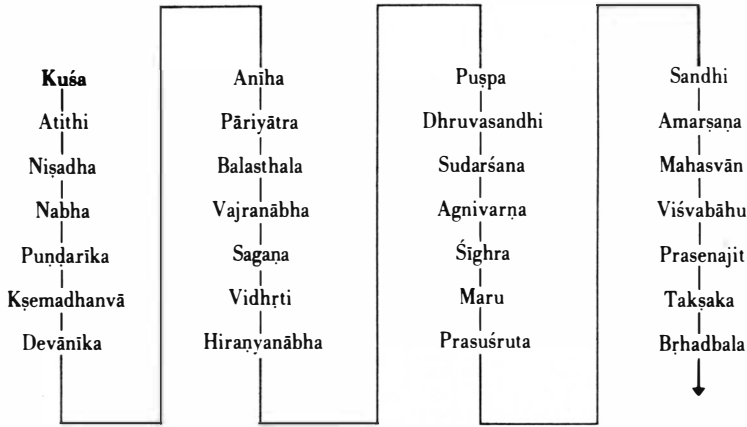 Kuśa
Atithi
Niṣadha
Nabha
Puṇḍarīka
Kṣemadhanvā
Devānīka
Anīha
Pāriyātra
Balasthala
Vajranābha
Sagaṇa
Vidhṛti
Hiraṇyanābha
Puṣpa
Dhruvasandhi
Sudarśana
Agnivarṇa
Śīghra
Maru
Prasuśruta
Sandhi
Amarṣaṇa
Mahasvān
Viśvabāhu
Prasenajit
Takṣaka
Bṛhadbala